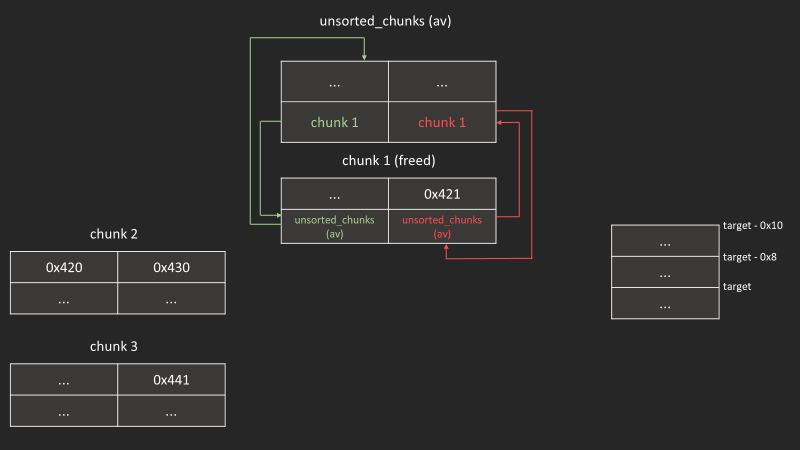 unsorted_chunks (av)
... ...
chunk 1 chunk 1
chunk 1 (freed)
... 0x421
unsorted_chunks unsorted_chunks
(av) (av)
chunk 2
0x420 0x430
... ...
chunk 3
... 0x441
... ...
target - 0x10
...
target - 0x8
...
target
...